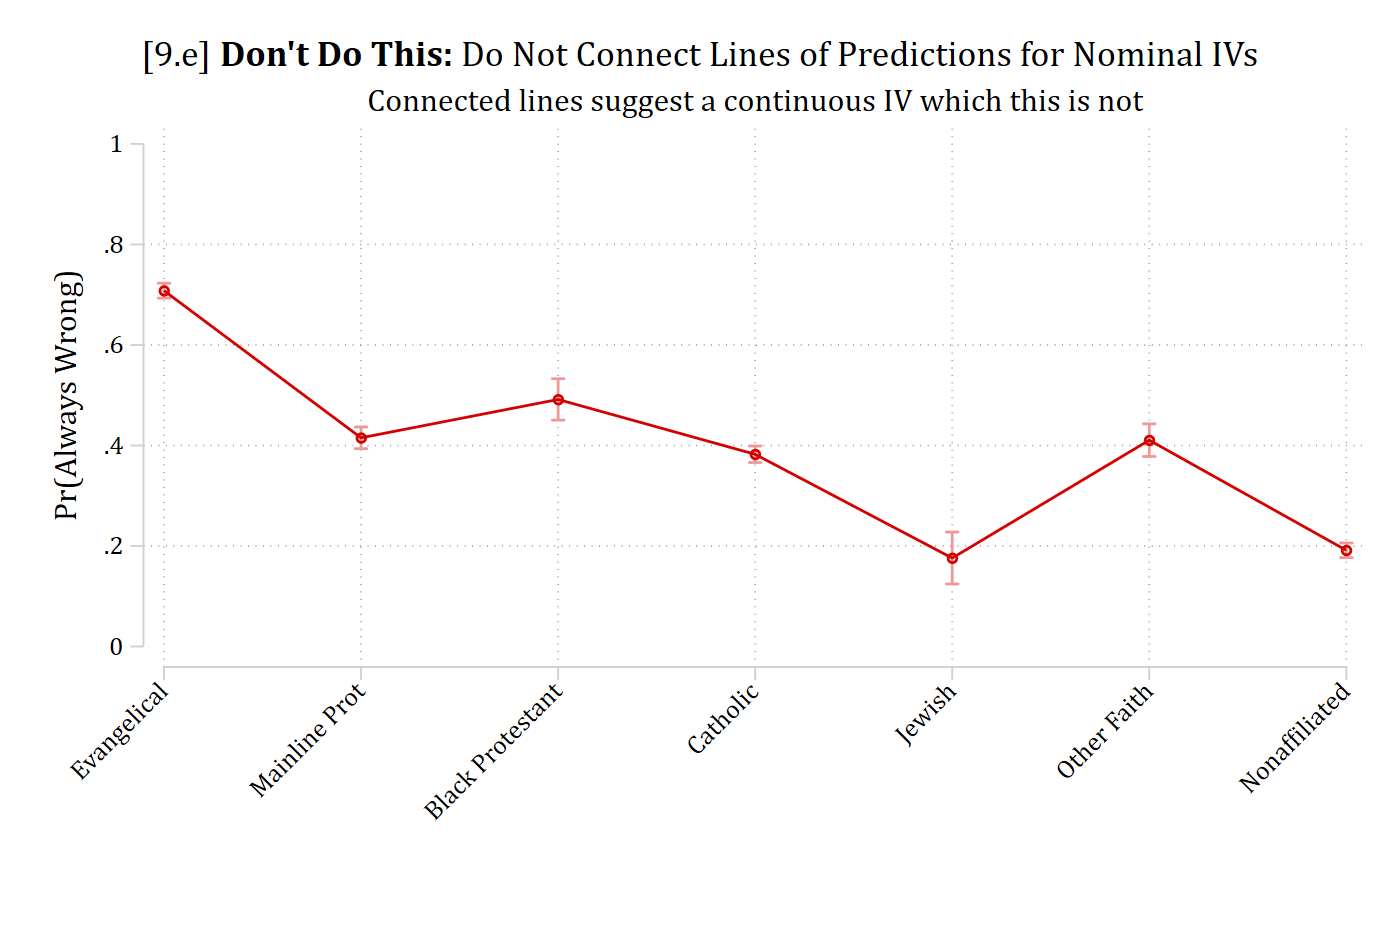 [9.e] Don't Do This: Do Not Connect Lines of Predictions for Nominal IVs
Connected lines suggest a continuous IV which this is not
Pr(Always Wrong)
1
.8
.6
.4
.2
0
Evangelical
Mainline Prot
Black Protestant
Catholic
Jewish
Other Faith
Nonaffiliated